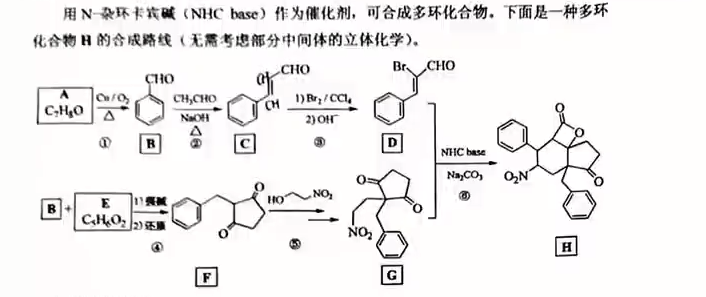 用N-杂环卡宾碱(NHC base)作为催化剂,可合成多环化合物。下面是一种多环
化合物H的合成路线(无需考虑部分中间体的立体化学)。
A
C₇H₈O
Cu/O₂
△
①
CHO
B
CH₃CHO
NaOH
△
②
CH
CHO
CH
C
1) Br₂/CCl₄
2) OH⁻
③
Br
CHO
D
NHC base
Na₂CO₃
⑥
O
O
O₂N
O
H
B + E
C₅H₆O₂
1)强碱
2)还原
④
O
O
F
HO
NO₂
⑤
O
O
NO₂
G